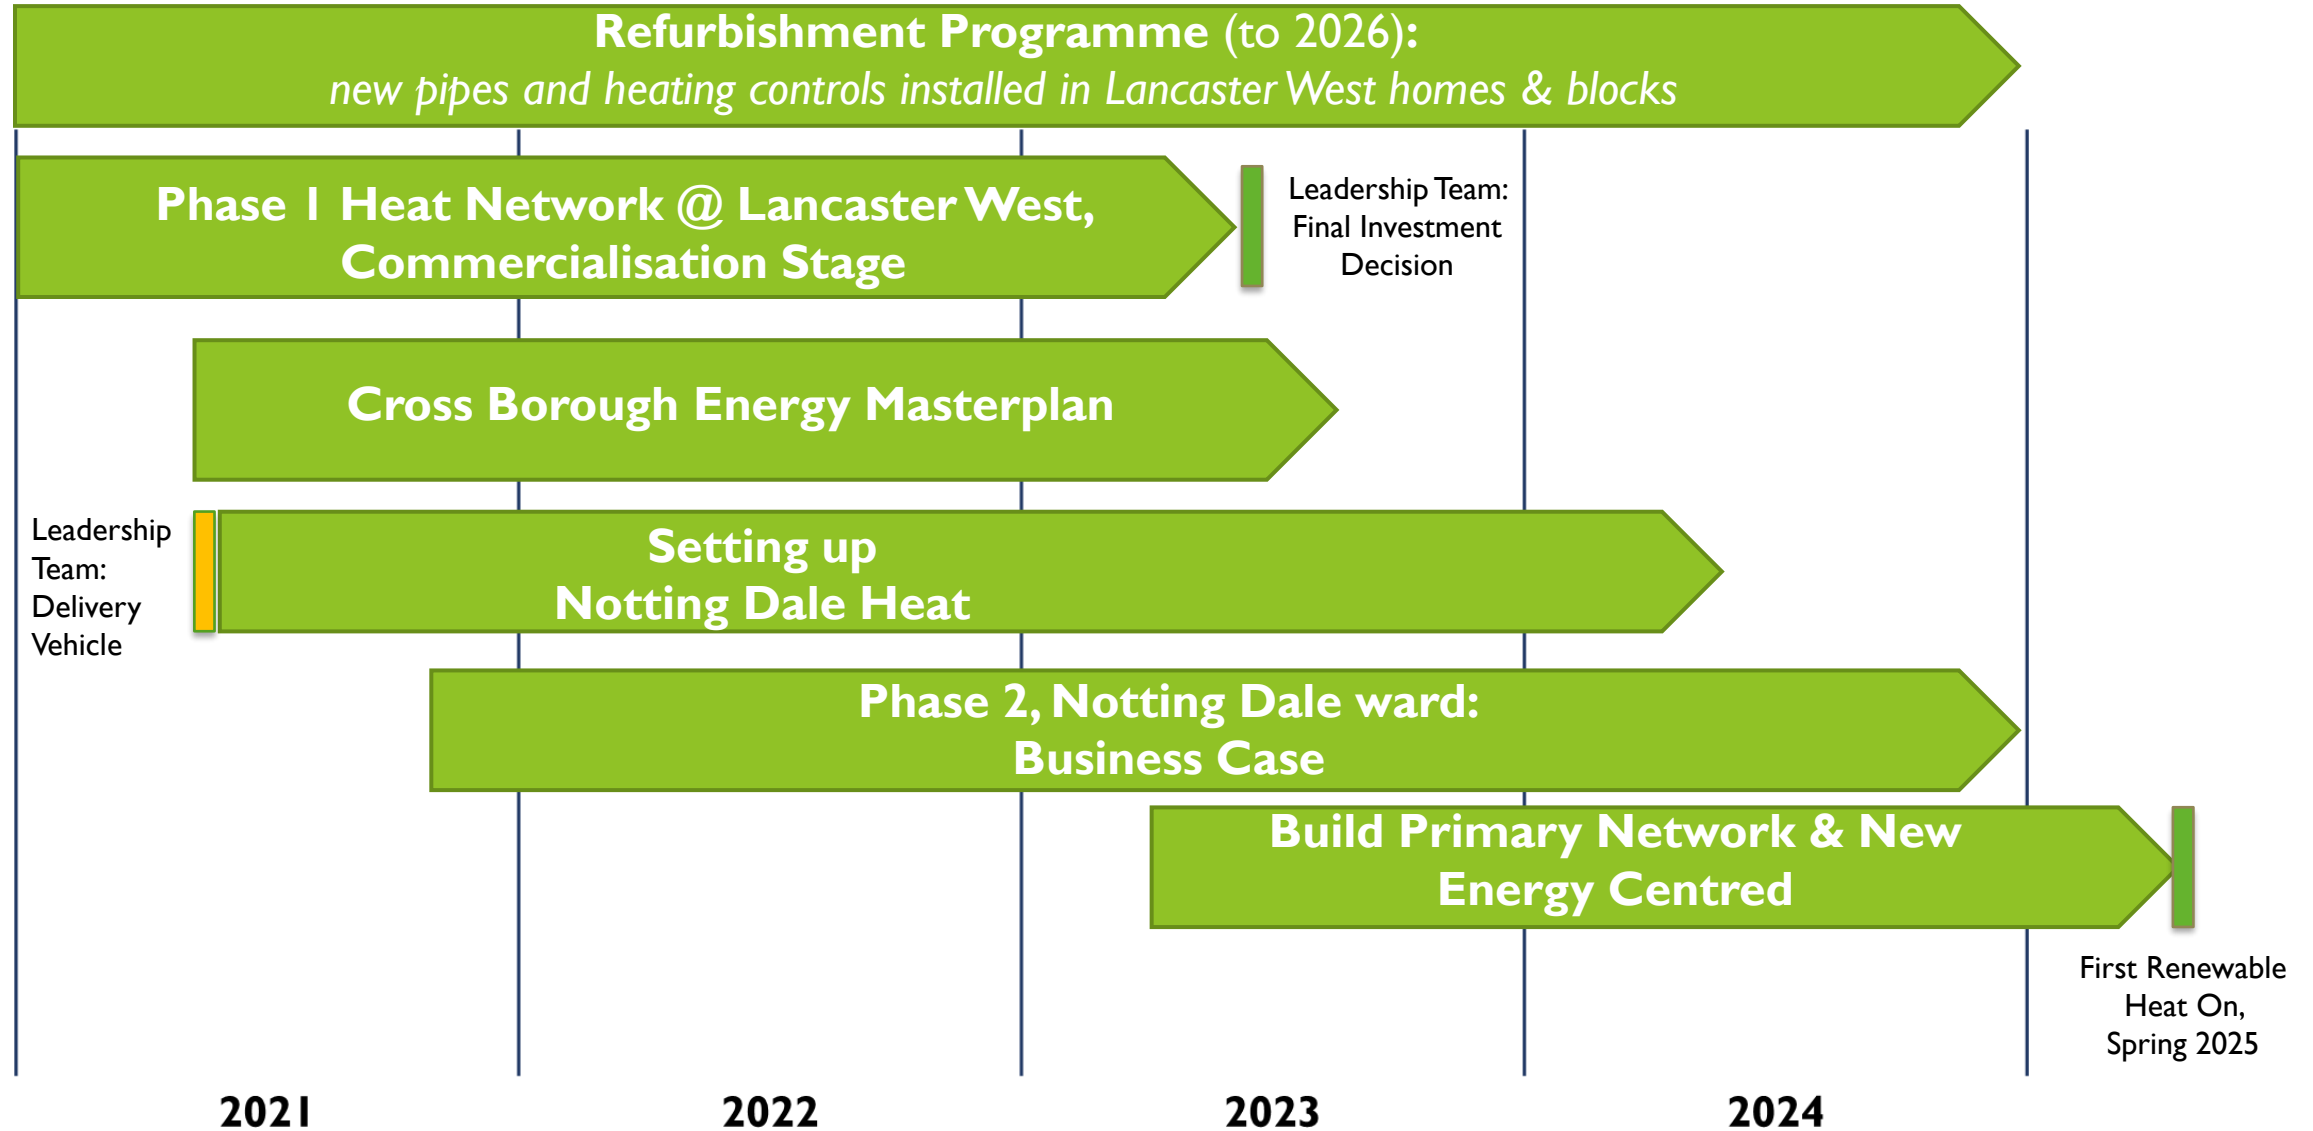 Refurbishment Programme (to 2026):
new pipes and heating controls installed in Lancaster West homes & blocks
Phase 1 Heat Network @ Lancaster West,
Commercialisation Stage
Leadership Team:
Final Investment
Decision
Cross Borough Energy Masterplan
Leadership
Team:
Delivery
Vehicle
Setting up
Notting Dale Heat
Phase 2, Notting Dale ward:
Business Case
Build Primary Network & New
Energy Centred
First Renewable
Heat On,
Spring 2025
2021
2022
2023
2024